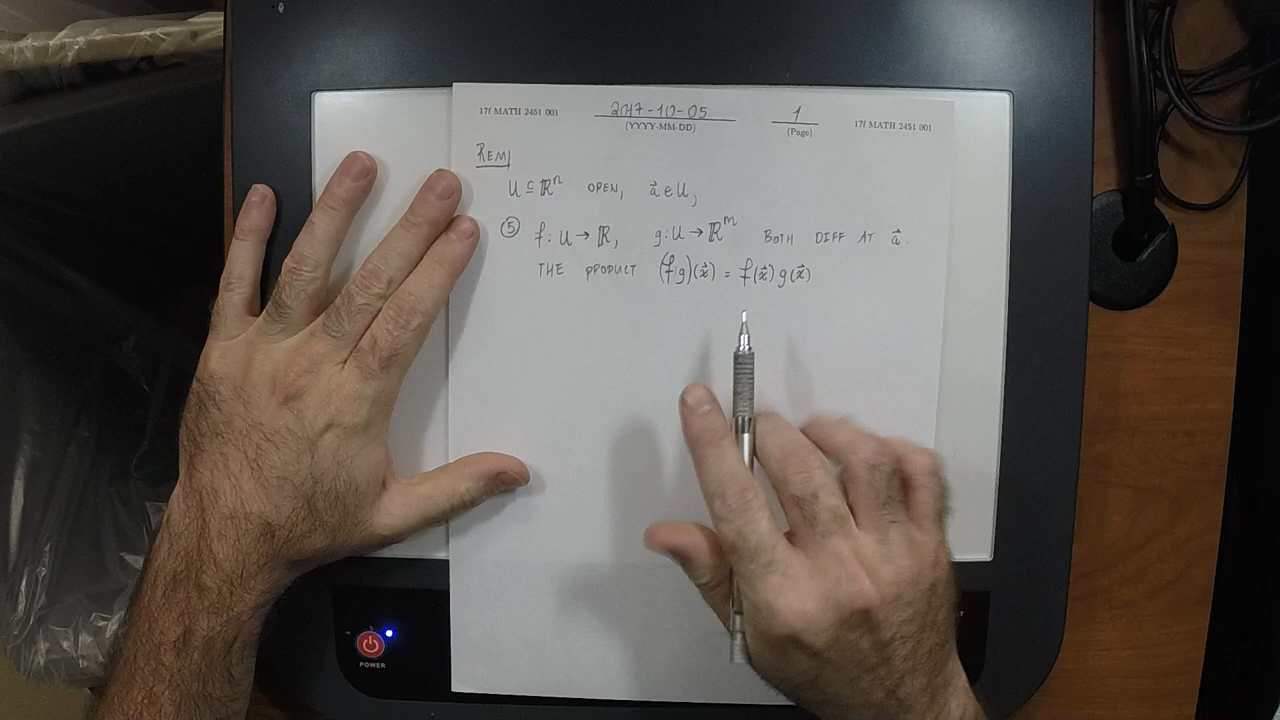 17f MATH 2451 001 2017-10-05 1 17f MATH 2451 001
(YYYY-MM-DD) (Page)
REM
U ⊆ ℝⁿ OPEN, a⃗ ∈ U,
⑤ f: U → ℝ, g: U → ℝᵐ BOTH DIFF AT a⃗.
THE PRODUCT (fg)(x⃗) = f(x⃗)g(x⃗)
POWER